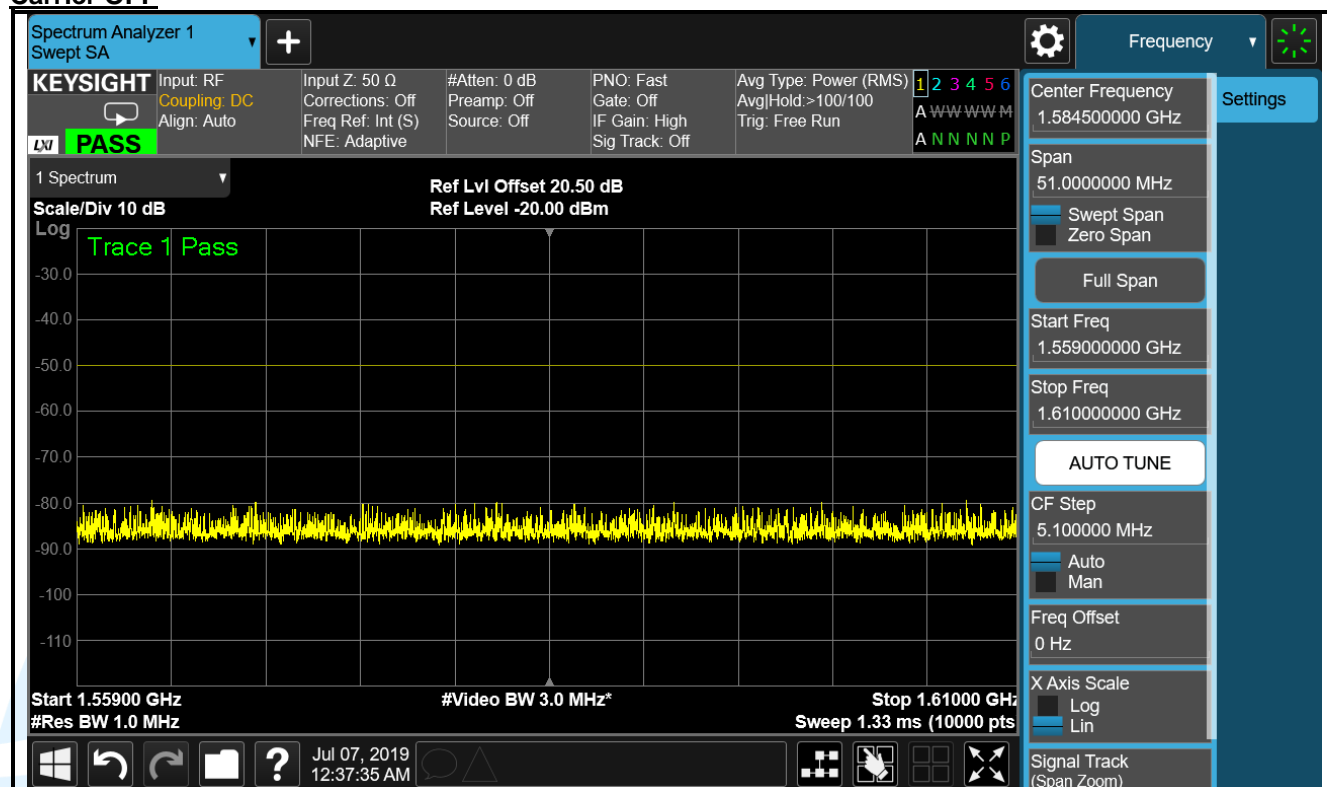 Carrier OFF
Spectrum Analyzer 1
Swept SA
Frequency
KEYSIGHT
LXI
PASS
Input: RF
Coupling: DC
Align: Auto
Input Z: 50 Ω
Corrections: Off
Freq Ref: Int (S)
NFE: Adaptive
#Atten: 0 dB
Preamp: Off
Source: Off
PNO: Fast
Gate: Off
IF Gain: High
Sig Track: Off
Avg Type: Power (RMS)
Avg|Hold:>100/100
Trig: Free Run
1 2 3 4 5 6
A W W W W M
A N N N N P
1 Spectrum
Scale/Div 10 dB
Ref Lvl Offset 20.50 dB
Ref Level -20.00 dBm
Log
Trace 1 Pass
-30.0
-40.0
-50.0
-60.0
-70.0
-80.0
-90.0
-100
-110
Start 1.55900 GHz
#Video BW 3.0 MHz*
Stop 1.61000 GHz
#Res BW 1.0 MHz
Sweep 1.33 ms (10000 pts
Jul 07, 2019
12:37:35 AM
Center Frequency
1.584500000 GHz
Settings
Span
51.0000000 MHz
Swept Span
Zero Span
Full Span
Start Freq
1.559000000 GHz
Stop Freq
1.610000000 GHz
AUTO TUNE
CF Step
5.100000 MHz
Auto
Man
Freq Offset
0 Hz
X Axis Scale
Log
Lin
Signal Track
(Span Zoom)